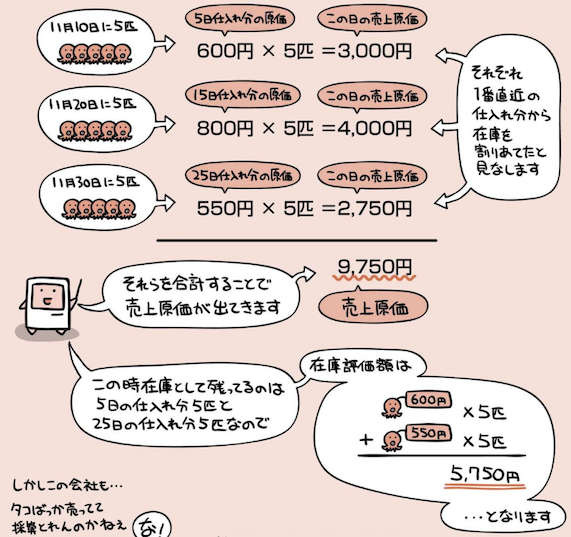 11月10日に5匹
5日仕入れ分の原価
この日の売上原価
600円 × 5匹 =3,000円
11月20日に5匹
15日仕入れ分の原価
この日の売上原価
800円 × 5匹 =4,000円
11月30日に5匹
25日仕入れ分の原価
この日の売上原価
550円 × 5匹 =2,750円
それぞれ
1番直近の
仕入れ分から
在庫を
割りあてたと
見なします
それらを合計することで
売上原価が出てきます
9,750円
売上原価
この時在庫として残ってるのは
5日の仕入れ分5匹と
25日の仕入れ分5匹なので
在庫評価額は
600円 ×5匹
+ 550円 ×5匹
5,750円
...となります
しかしこの会社も...
タコばっか売ってて
採算とれんのかねぇ
な!